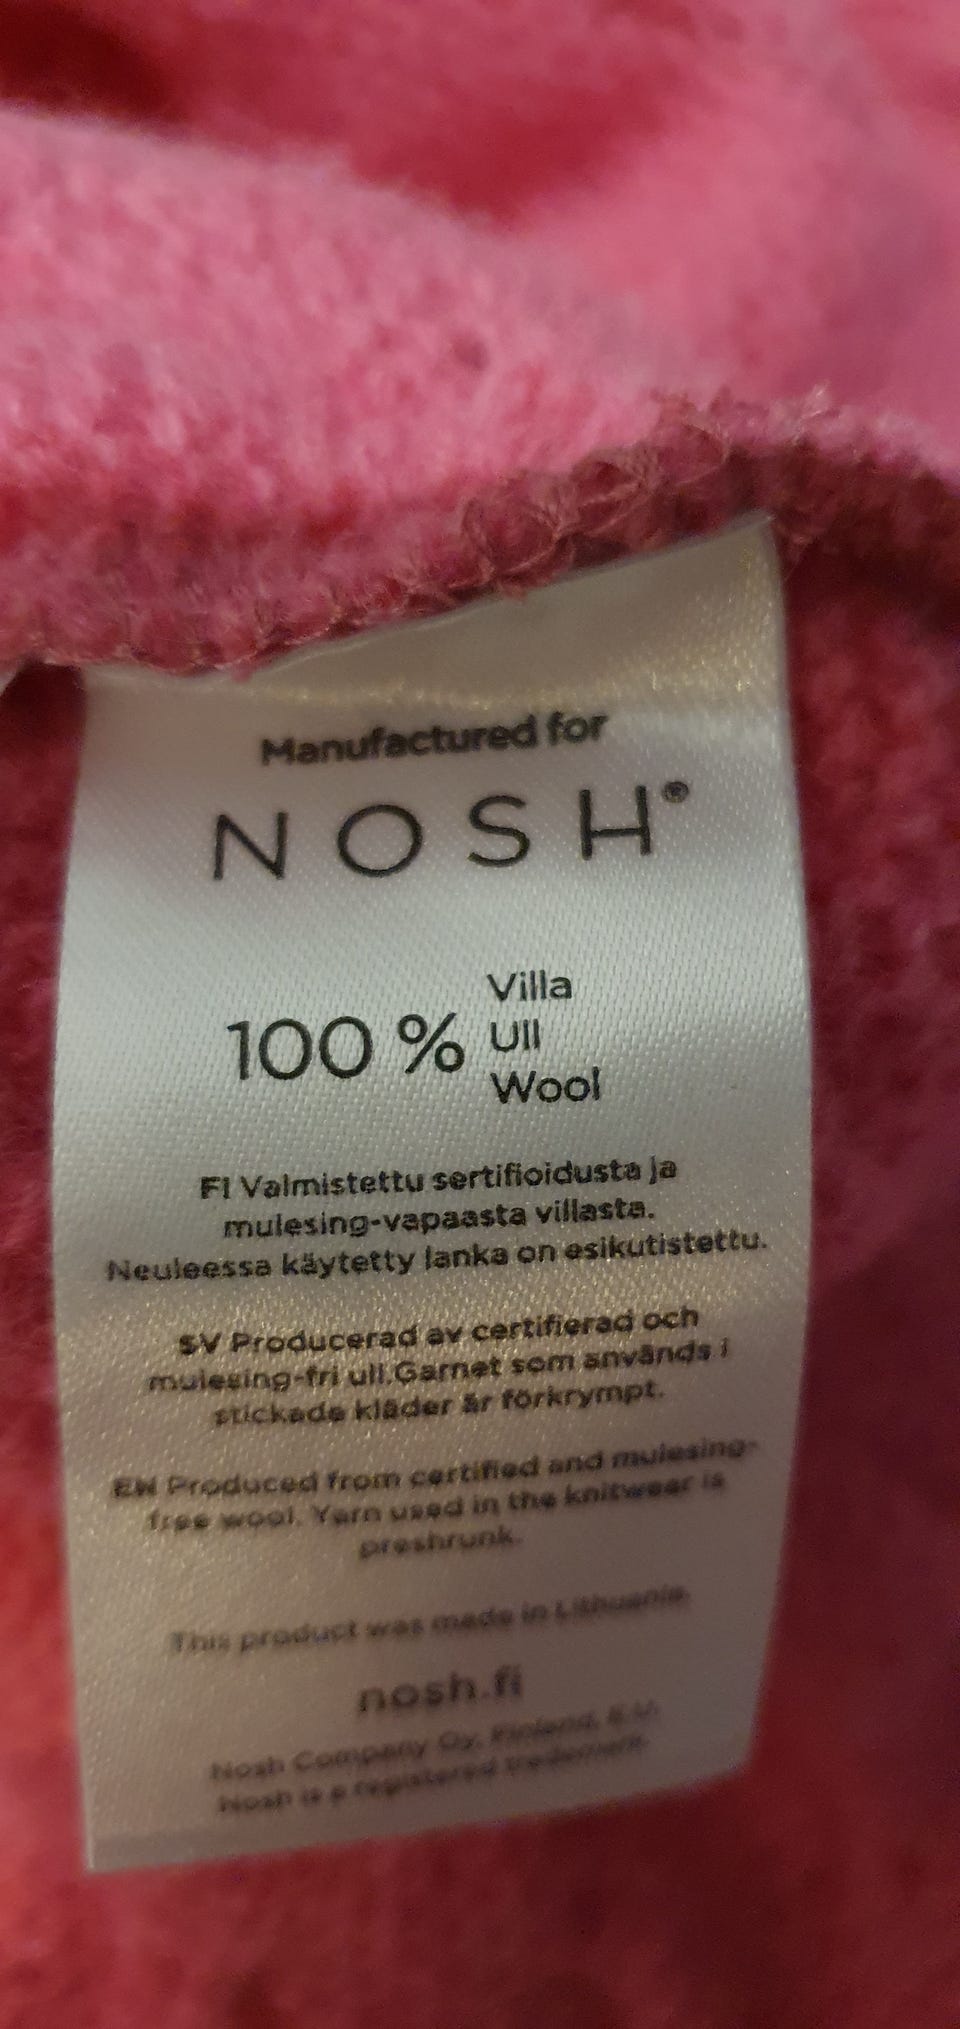 Manufactured for
NOSH®
100 %
Villa
Ull
Wool
FI Valmistettu sertifioidusta ja
mulesing-vapaasta villasta.
Neuleessa käytetty lanka on esikutistettu.
SV Producerad av certifierad och
mulesing-fri ull.Garnet som används i
stickade kläder är förkrympt.
EN Produced from certified and mulesing-
free wool. Yarn used in the knitwear is
preshrunk.
This product was made in Lithuania.
nosh.fi
Nosh Company Oy, Finland, E.U.
Nosh is a registered trademark.